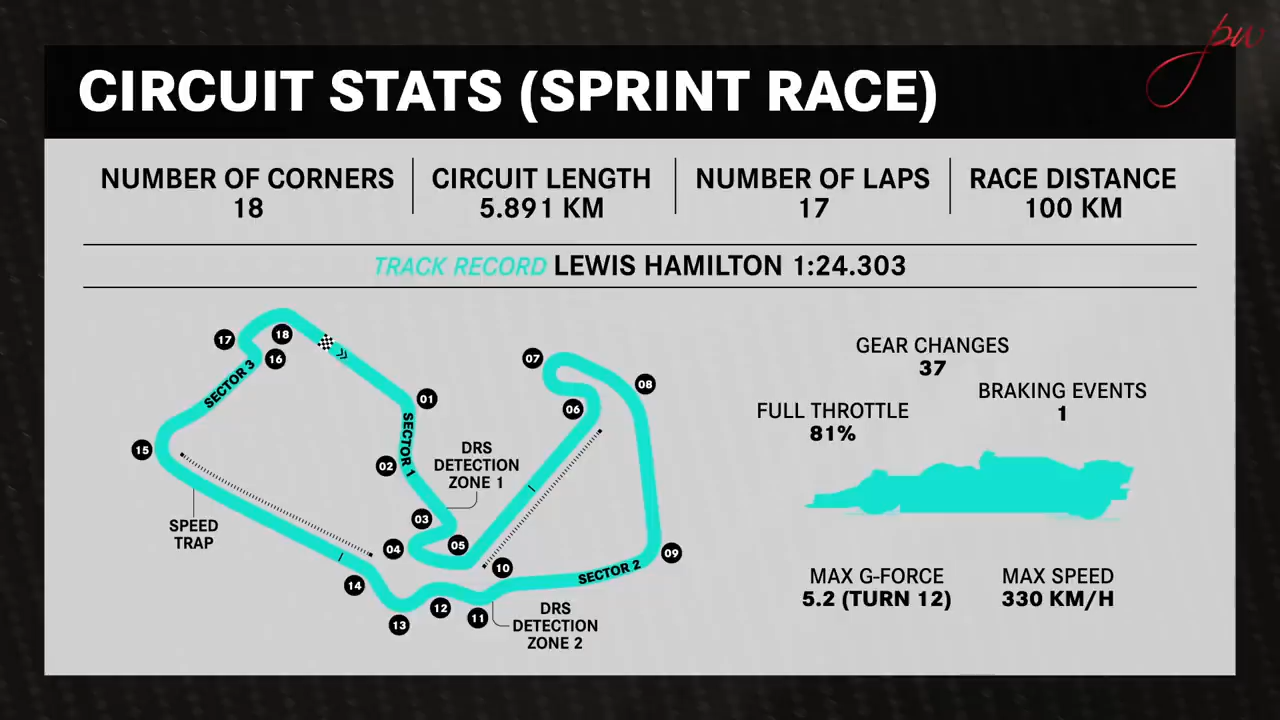 pw
CIRCUIT STATS (SPRINT RACE)
NUMBER OF CORNERS
18
CIRCUIT LENGTH
5.891 KM
NUMBER OF LAPS
17
RACE DISTANCE
100 KM
TRACK RECORD LEWIS HAMILTON 1:24.303
17
18
16
SECTOR 3
15
SPEED
TRAP
14
13
12
11
10
DRS
DETECTION
ZONE 2
SECTOR 2
09
08
07
06
05
04
03
DRS
DETECTION
ZONE 1
02
SECTOR 1
01
GEAR CHANGES
37
BRAKING EVENTS
1
FULL THROTTLE
81%
MAX G-FORCE
5.2 (TURN 12)
MAX SPEED
330 KM/H